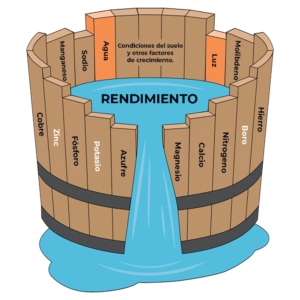 Manganeso
Sodio
Agua
Condiciones del suelo
y otros factores
de crecimiento.
Luz
Molibdeno
RENDIMIENTO
Cobre
Zinc
Fósforo
Potasio
Azufre
Magnesio
Calcio
Nitrogeno
Boro
Hierro